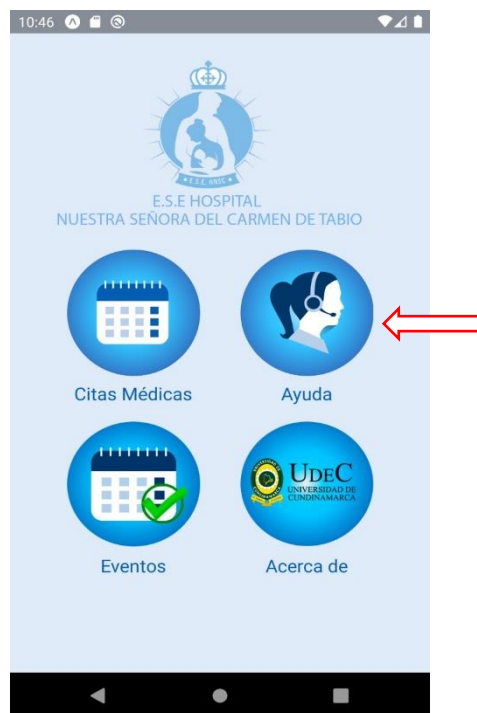 10:46
E.S.E HNSC
E.S.E HOSPITAL
NUESTRA SEÑORA DEL CARMEN DE TABIO
Citas Médicas
Ayuda
UDEC
UNIVERSIDAD DE
CUNDINAMARCA
Eventos
Acerca de